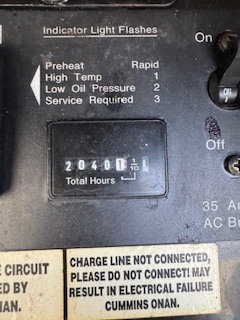 Indicator Light Flashes
On
Preheat Rapid
High Temp 1
Low Oil Pressure 2
Service Required 3
20401
1/10
Total Hours
Off
35 A
AC B
CHARGE LINE NOT CONNECTED,
PLEASE DO NOT CONNECT! MAY
RESULT IN ELECTRICAL FAILURE
CUMMINS ONAN.
E CIRCUIT
ED BY
NAN.